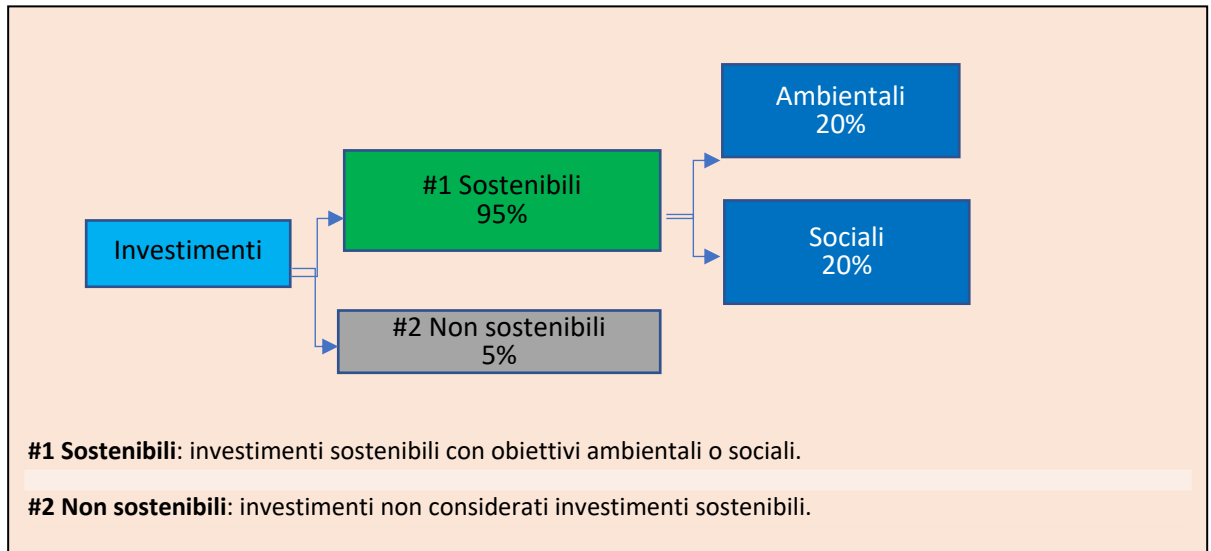 Investimenti
#1 Sostenibili
95%
#2 Non sostenibili
5%
Ambientali
20%
Sociali
20%
#1 Sostenibili: investimenti sostenibili con obiettivi ambientali o sociali.
#2 Non sostenibili: investimenti non considerati investimenti sostenibili.